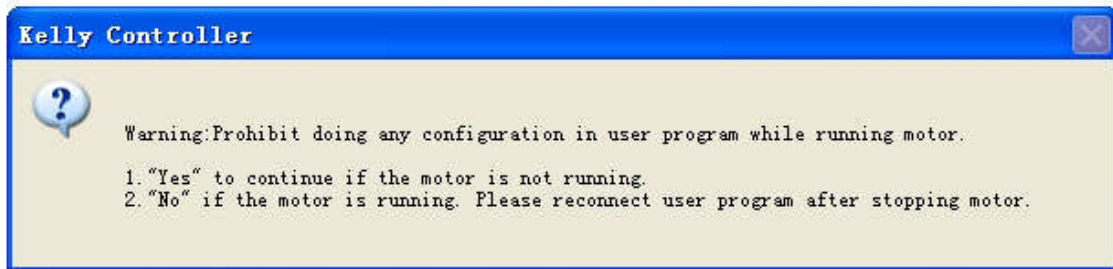 Kelly Controller
?
Warning:Prohibit doing any configuration in user program while running motor.
1."Yes" to continue if the motor is not running.
2."No" if the motor is running. Please reconnect user program after stopping motor.